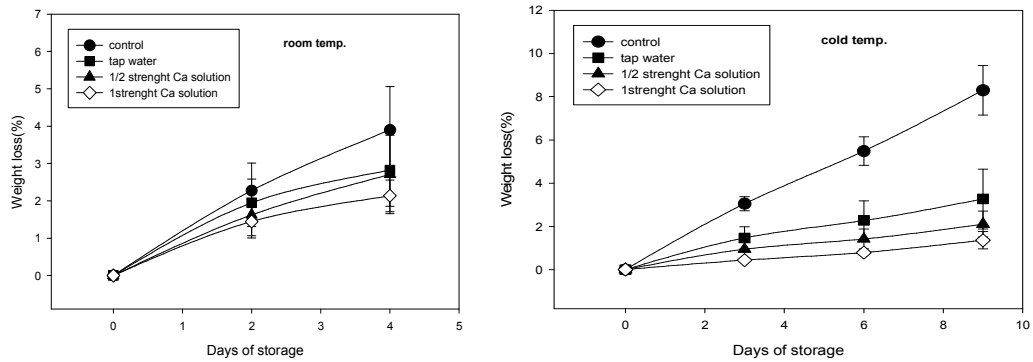 7
6
5
4
3
2
1
0
Weight loss(%)
control
tap water
1/2 strenght Ca solution
1strenght Ca solution
room temp.
0 1 2 3 4 5
Days of storage
12
10
8
6
4
2
0
Weight loss(%)
control
tap water
1/2 strenght Ca solution
1strenght Ca solution
cold temp.
0 2 4 6 8 10
Days of storage